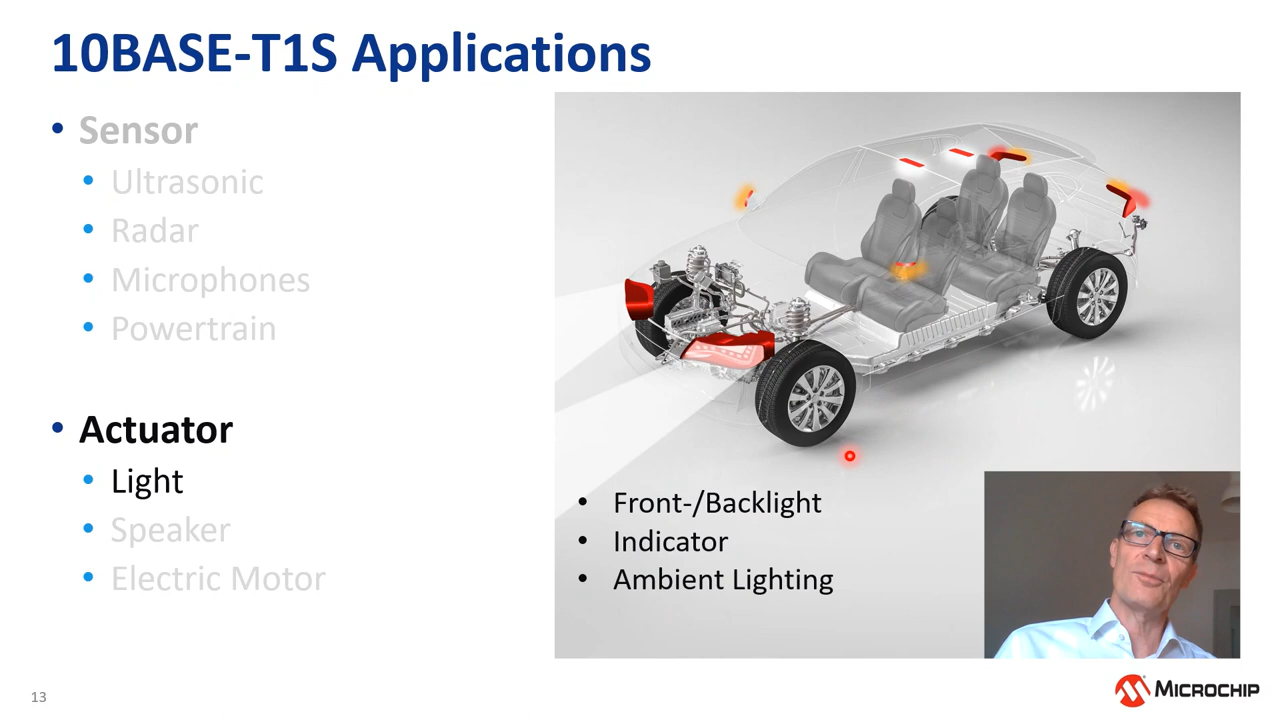 10BASE-T1S Applications
• Sensor
• Ultrasonic
• Radar
• Microphones
• Powertrain
• Actuator
• Light
• Speaker
• Electric Motor
• Front-/Backlight
• Indicator
• Ambient Lighting
13
MICROCHIP